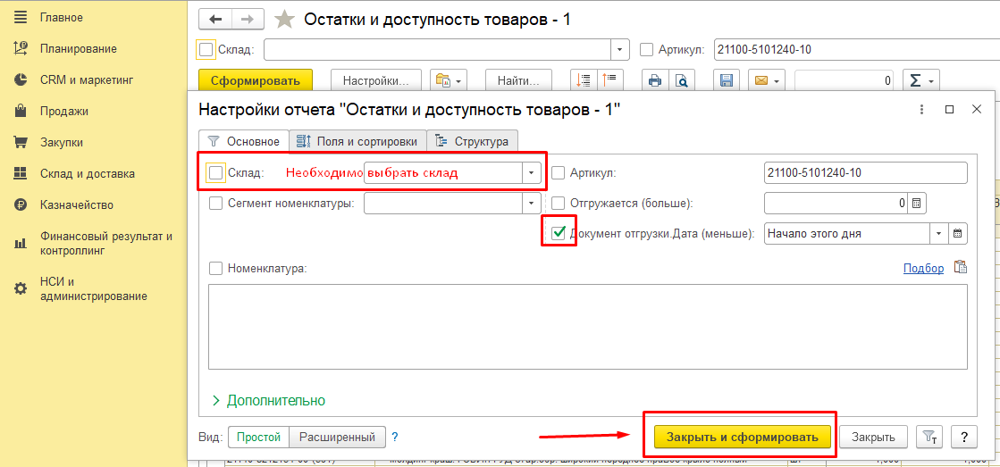 Главное
Планирование
CRM и маркетинг
Продажи
Закупки
Склад и доставка
Казначейство
Финансовый результат и
контроллинг
НСИ и
администрирование
Остатки и доступность товаров - 1
Склад:
Артикул: 21100-5101240-10
Сформировать Настройки... Найти... 0 Σ
Настройки отчета "Остатки и доступность товаров - 1"
Основное Поля и сортировки Структура
Склад: Необходимо выбрать склад Артикул: 21100-5101240-10
Сегмент номенклатуры: Отгружается (больше): 0
Документ отгрузки.Дата (меньше): Начало этого дня
Номенклатура: Подбор
Дополнительно
Вид: Простой Расширенный ? Закрыть и сформировать Закрыть ?